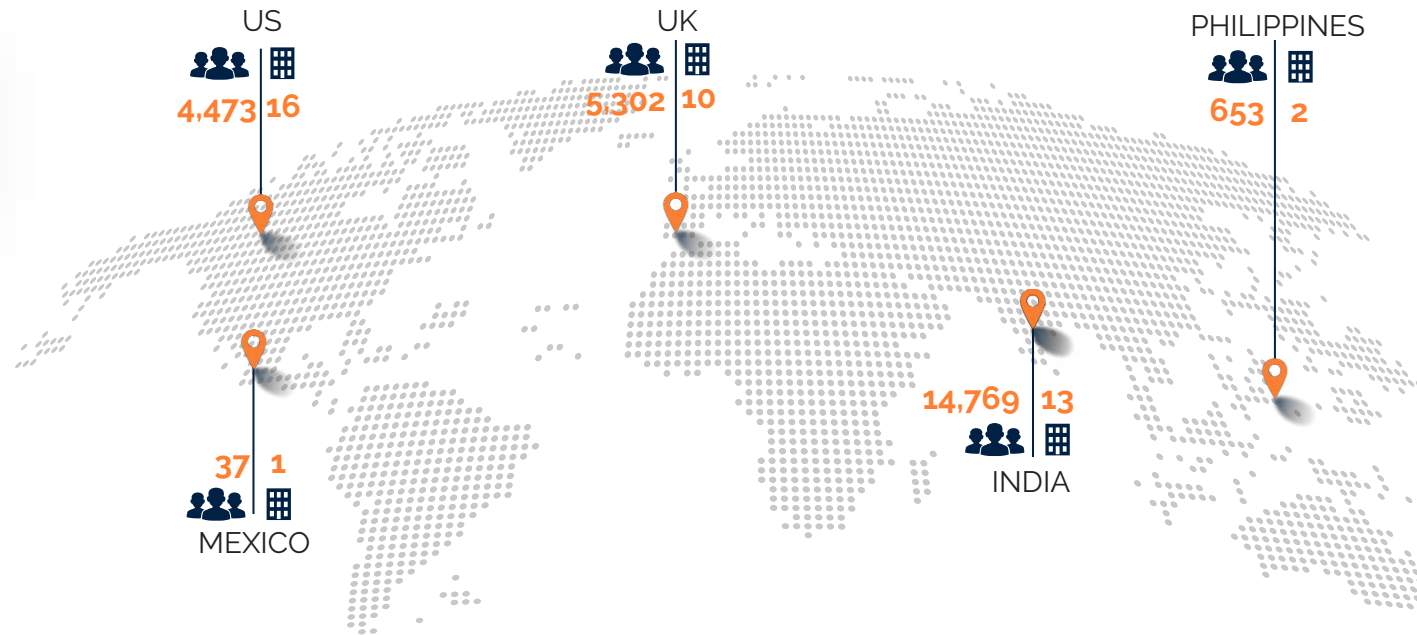 US
4,473 16
UK
5,302 10
PHILIPPINES
653 2
37 1
MEXICO
14,769 13
INDIA